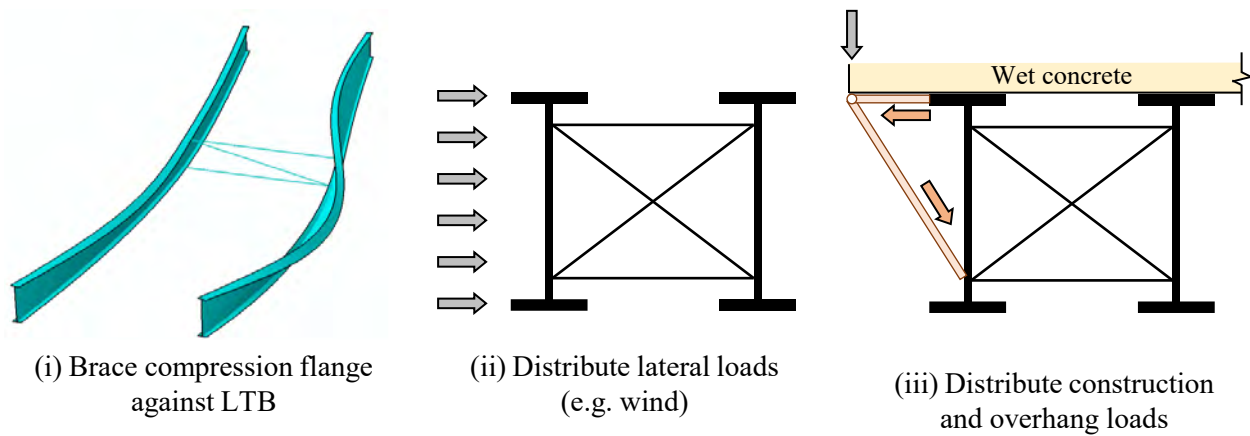 Wet concrete
(i) Brace compression flange
against LTB
(ii) Distribute lateral loads
(e.g. wind)
(iii) Distribute construction
and overhang loads